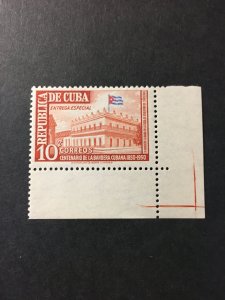 REPUBLICA DE CUBA
ENTREGA ESPECIAL
10¢
CORREOS
CENTENARIO DE LA BANDERA CUBANA 1850-1950